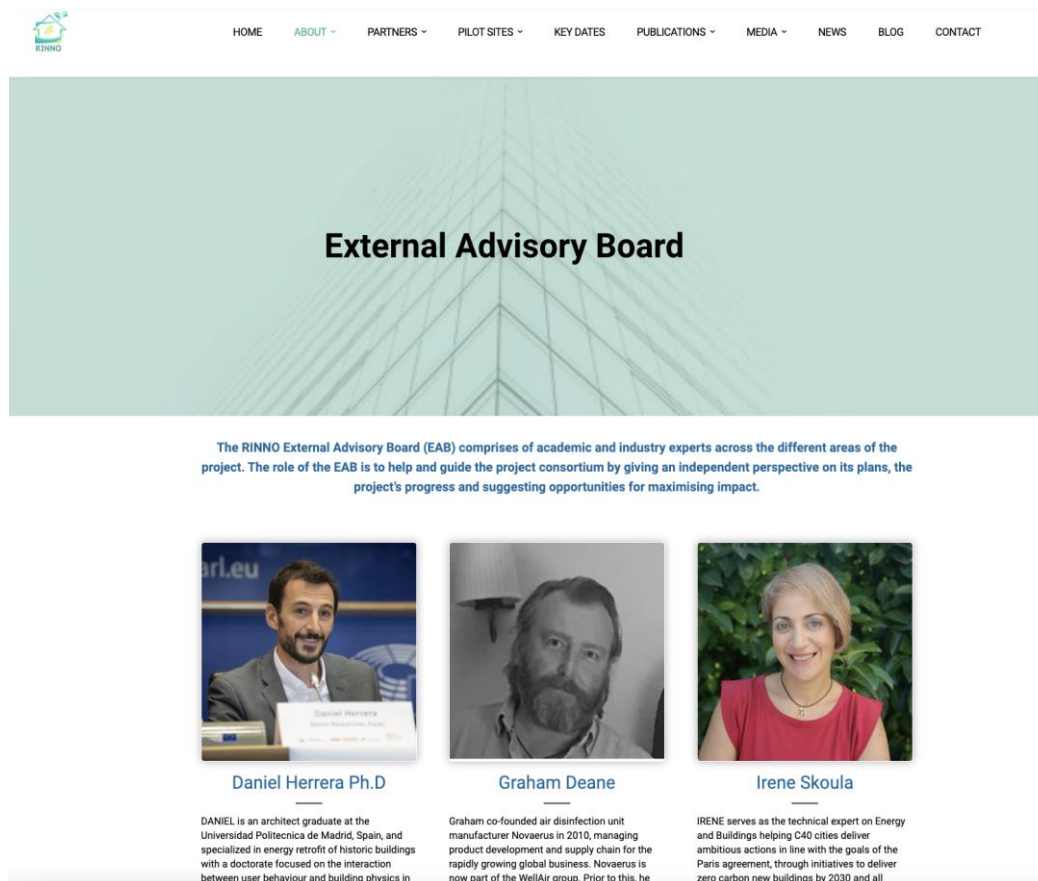 RINNO
HOME
ABOUT
PARTNERS
PILOT SITES
KEY DATES
PUBLICATIONS
MEDIA
NEWS
BLOG
CONTACT
External Advisory Board
The RINNO External Advisory Board (EAB) comprises of academic and industry experts across the different areas of the
project. The role of the EAB is to help and guide the project consortium by giving an independent perspective on its plans, the
project's progress and suggesting opportunities for maximising impact.
arl.eu
Daniel Herrera
Daniel Herrera Ph.D
DANIEL is an architect graduate at the
Universidad Politecnica de Madrid, Spain, and
specialized in energy retrofit of historic buildings
with a doctorate focused on the interaction
between user behaviour and building physics in
Graham Deane
Graham co-founded air disinfection unit
manufacturer Novaerus in 2010, managing
product development and supply chain for the
rapidly growing global business. Novaerus is
now part of the WellAir group. Prior to this, he
Irene Skoula
IRENE serves as the technical expert on Energy
and Buildings helping C40 cities deliver
ambitious actions in line with the goals of the
Paris agreement, through initiatives to deliver
zero carbon new buildings by 2030 and all